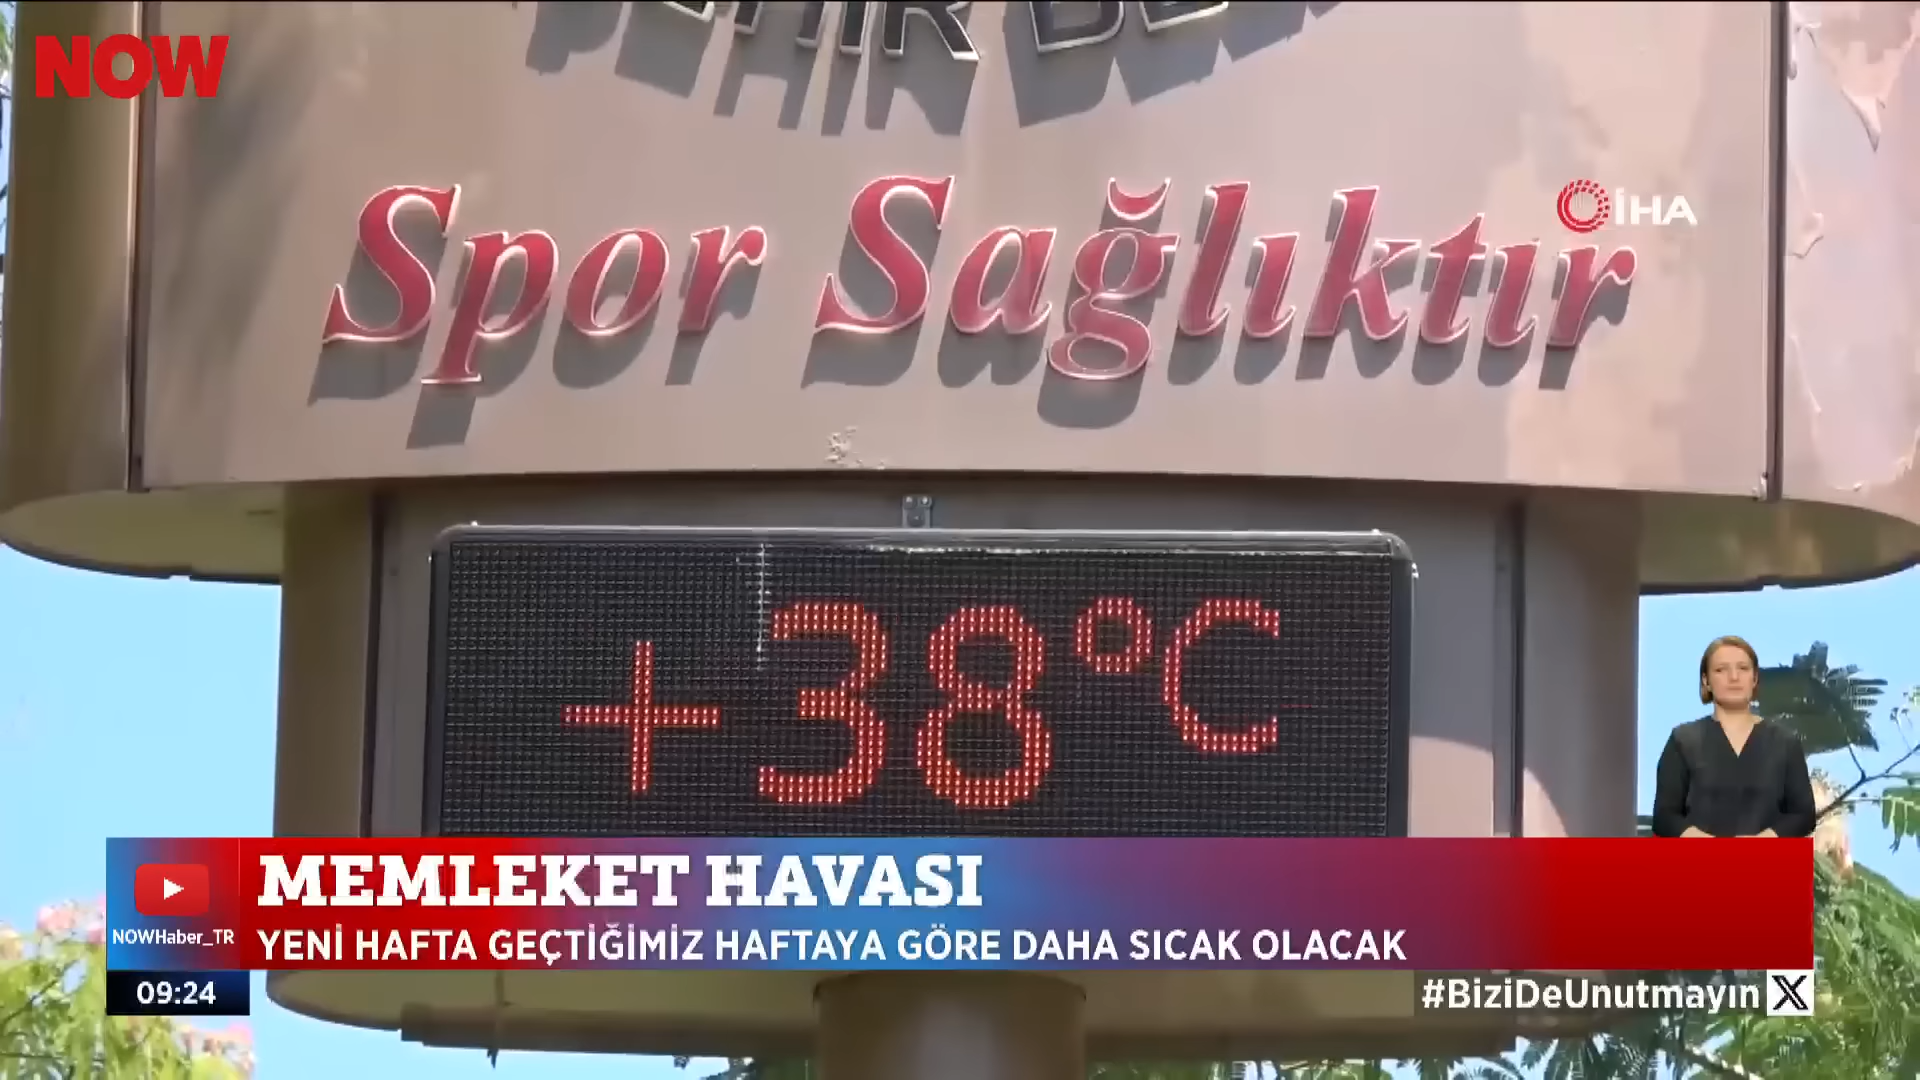 NOW
Spor Sağlıktır
İHA
+38°C
MEMLEKET HAVASI
NOWHaber_TR
YENİ HAFTA GEÇTİĞİMİZ HAFTAYA GÖRE DAHA SICAK OLACAK
09:24
#BiziDeUnutmayın X